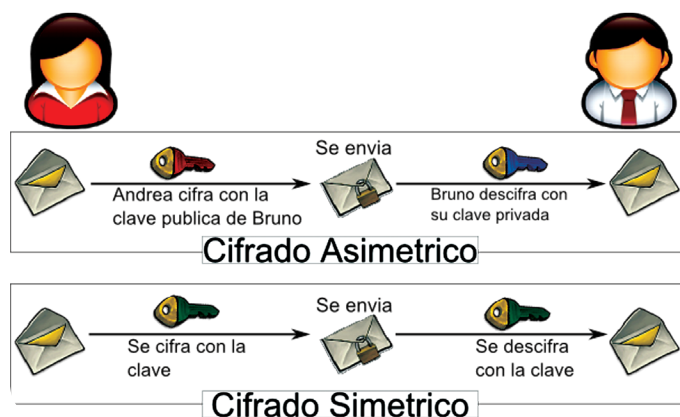 Se envia
Andrea cifra con la
clave publica de Bruno
Bruno descifra con
su clave privada
Cifrado Asimetrico
Se envia
Se cifra con la
clave
Se descifra
con la clave
Cifrado Simetrico